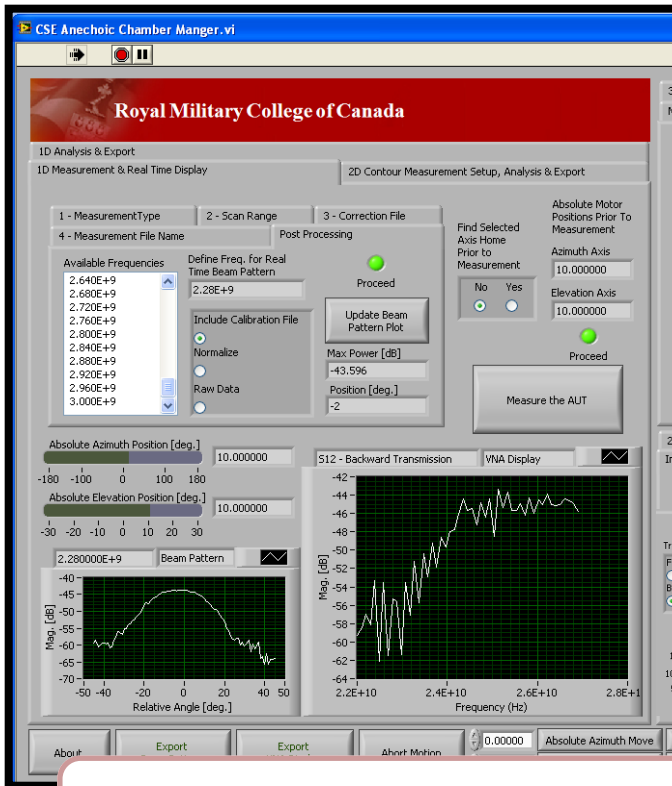 CSE Anechoic Chamber Manger.vi
Royal Military College of Canada
1D Analysis & Export
1D Measurement & Real Time Display
2D Contour Measurement Setup, Analysis & Export
1 - MeasurementType
2 - Scan Range
3 - Correction File
4 - Measurement File Name
Post Processing
Available Frequencies
2.640E+9
2.680E+9
2.720E+9
2.760E+9
2.800E+9
2.840E+9
2.880E+9
2.920E+9
2.960E+9
3.000E+9
Define Freq. for Real
Time Beam Pattern
2.28E+9
Include Calibration File
Normalize
Raw Data
Proceed
Update Beam
Pattern Plot
Max Power [dB]
-43.596
Position [deg.]
-2
Find Selected
Axis Home
Prior to
Measurement
No Yes
Absolute Motor
Positions Prior To
Measurement
Azimuth Axis
10.000000
Elevation Axis
10.000000
Proceed
Measure the AUT
Absolute Azimuth Position [deg.]
10.000000
-180 -100 0 100 180
Absolute Elevation Position [deg.]
10.000000
-30 -20 -10 0 10 20 30
2.280000E+9
Beam Pattern
-40
-45
-50
-55
-60
-65
-70
Mag. [dB]
-50 -40 -20 0 20 40 50
Relative Angle [deg.]
S12 - Backward Transmission
VNA Display
-42
-44
-46
-48
-50
-52
-54
-56
-58
-60
-62
-64
Mag. [dB]
2.2E+10 2.4E+10 2.6E+10 2.8E+1
Frequency (Hz)
About
Export
Export
Abort Motion
0.00000
Absolute Azimuth Move